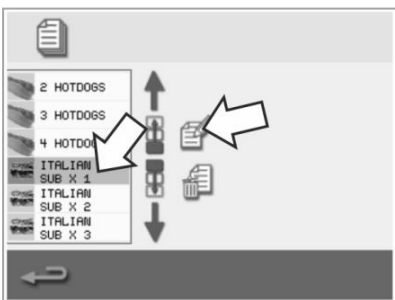 2 HOTDOGS
3 HOTDOGS
4 HOTDO
ITALIAN
SUB X 1
ITALIAN
SUB X 2
ITALIAN
SUB X 3